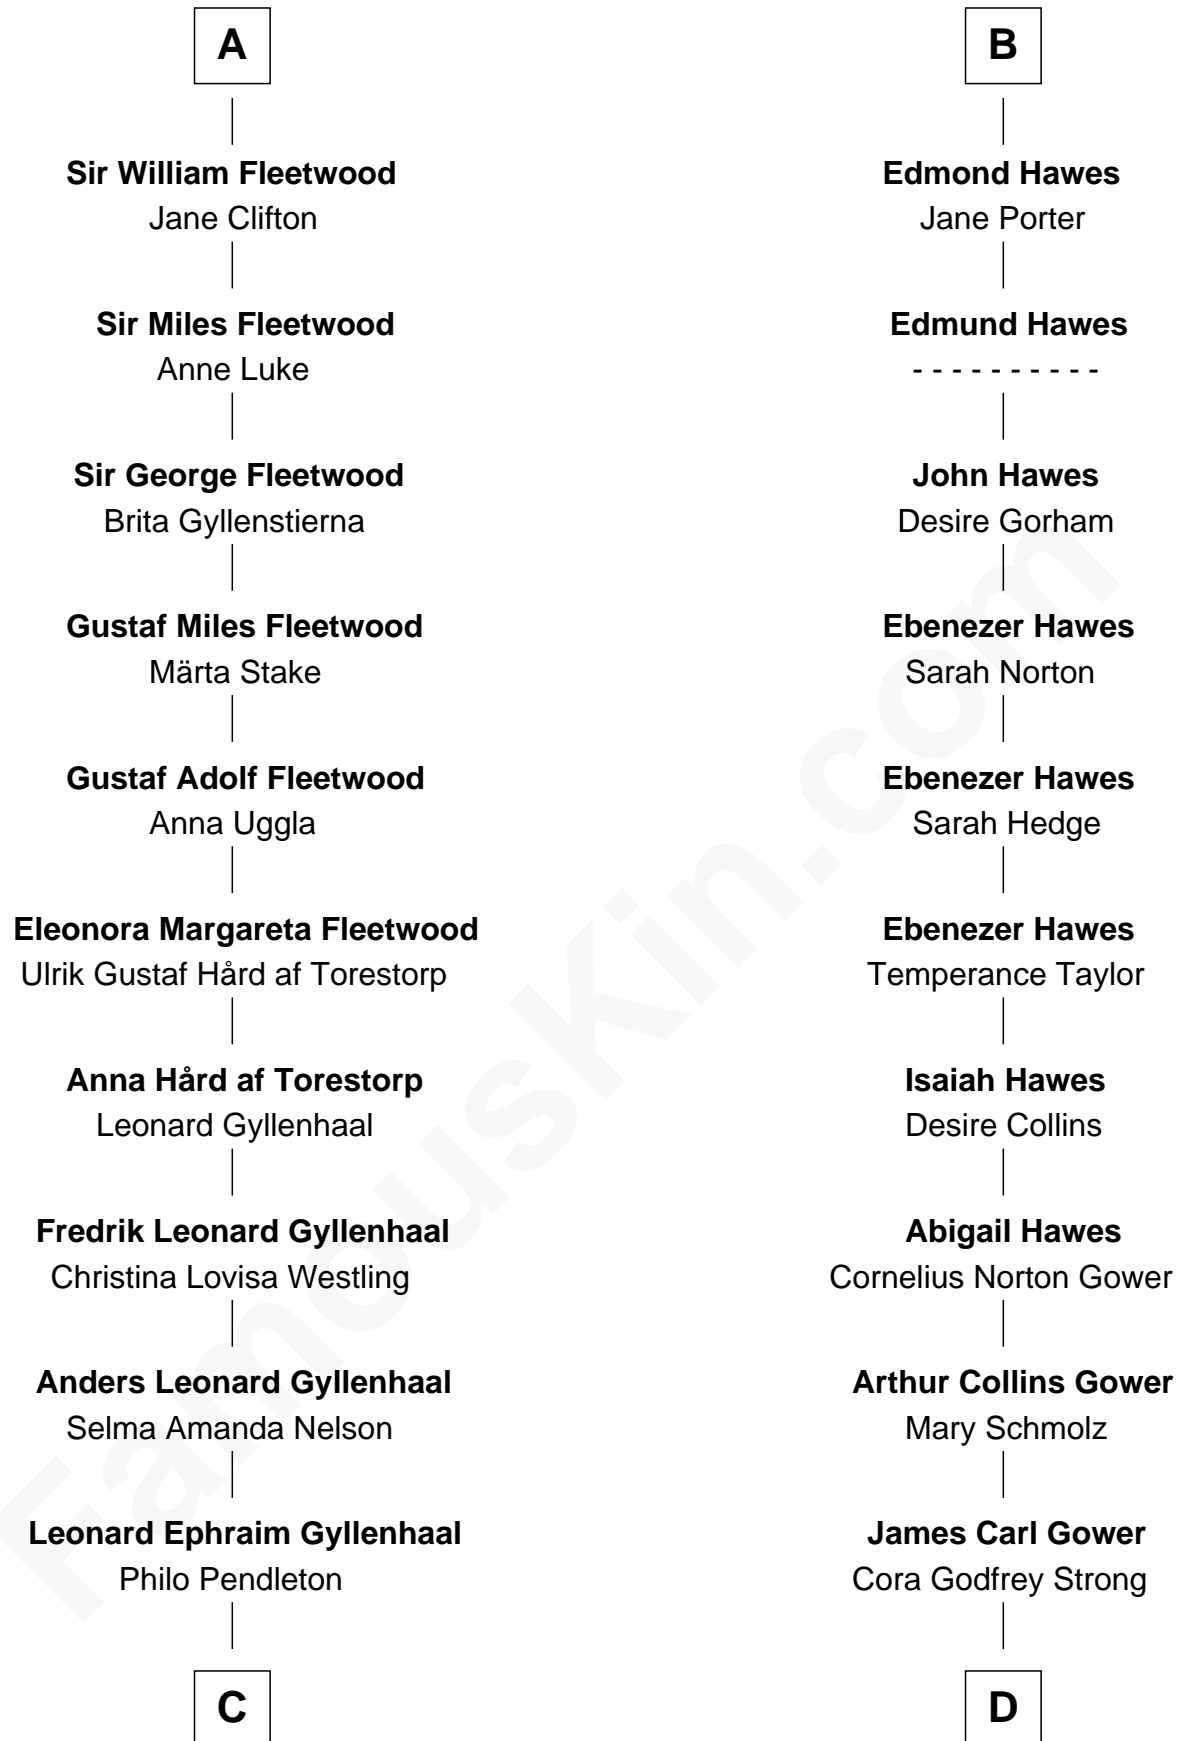 A
Sir William Fleetwood
Jane Clifton
Sir Miles Fleetwood
Anne Luke
Sir George Fleetwood
Brita Gyllenstierna
Gustaf Miles Fleetwood
Märta Stake
Gustaf Adolf Fleetwood
Anna Uggla
Eleonora Margareta Fleetwood
Ulrik Gustaf Hård af Torestorp
Anna Hård af Torestorp
Leonard Gyllenhaal
Fredrik Leonard Gyllenhaal
Christina Lovisa Westling
Anders Leonard Gyllenhaal
Selma Amanda Nelson
Leonard Ephraim Gyllenhaal
Philo Pendleton
C
B
Edmond Hawes
Jane Porter
Edmund Hawes
- - - - - - - - - -
John Hawes
Desire Gorham
Ebenezer Hawes
Sarah Norton
Ebenezer Hawes
Sarah Hedge
Ebenezer Hawes
Temperance Taylor
Isaiah Hawes
Desire Collins
Abigail Hawes
Cornelius Norton Gower
Arthur Collins Gower
Mary Schmolz
James Carl Gower
Cora Godfrey Strong
D
FamousKin.com